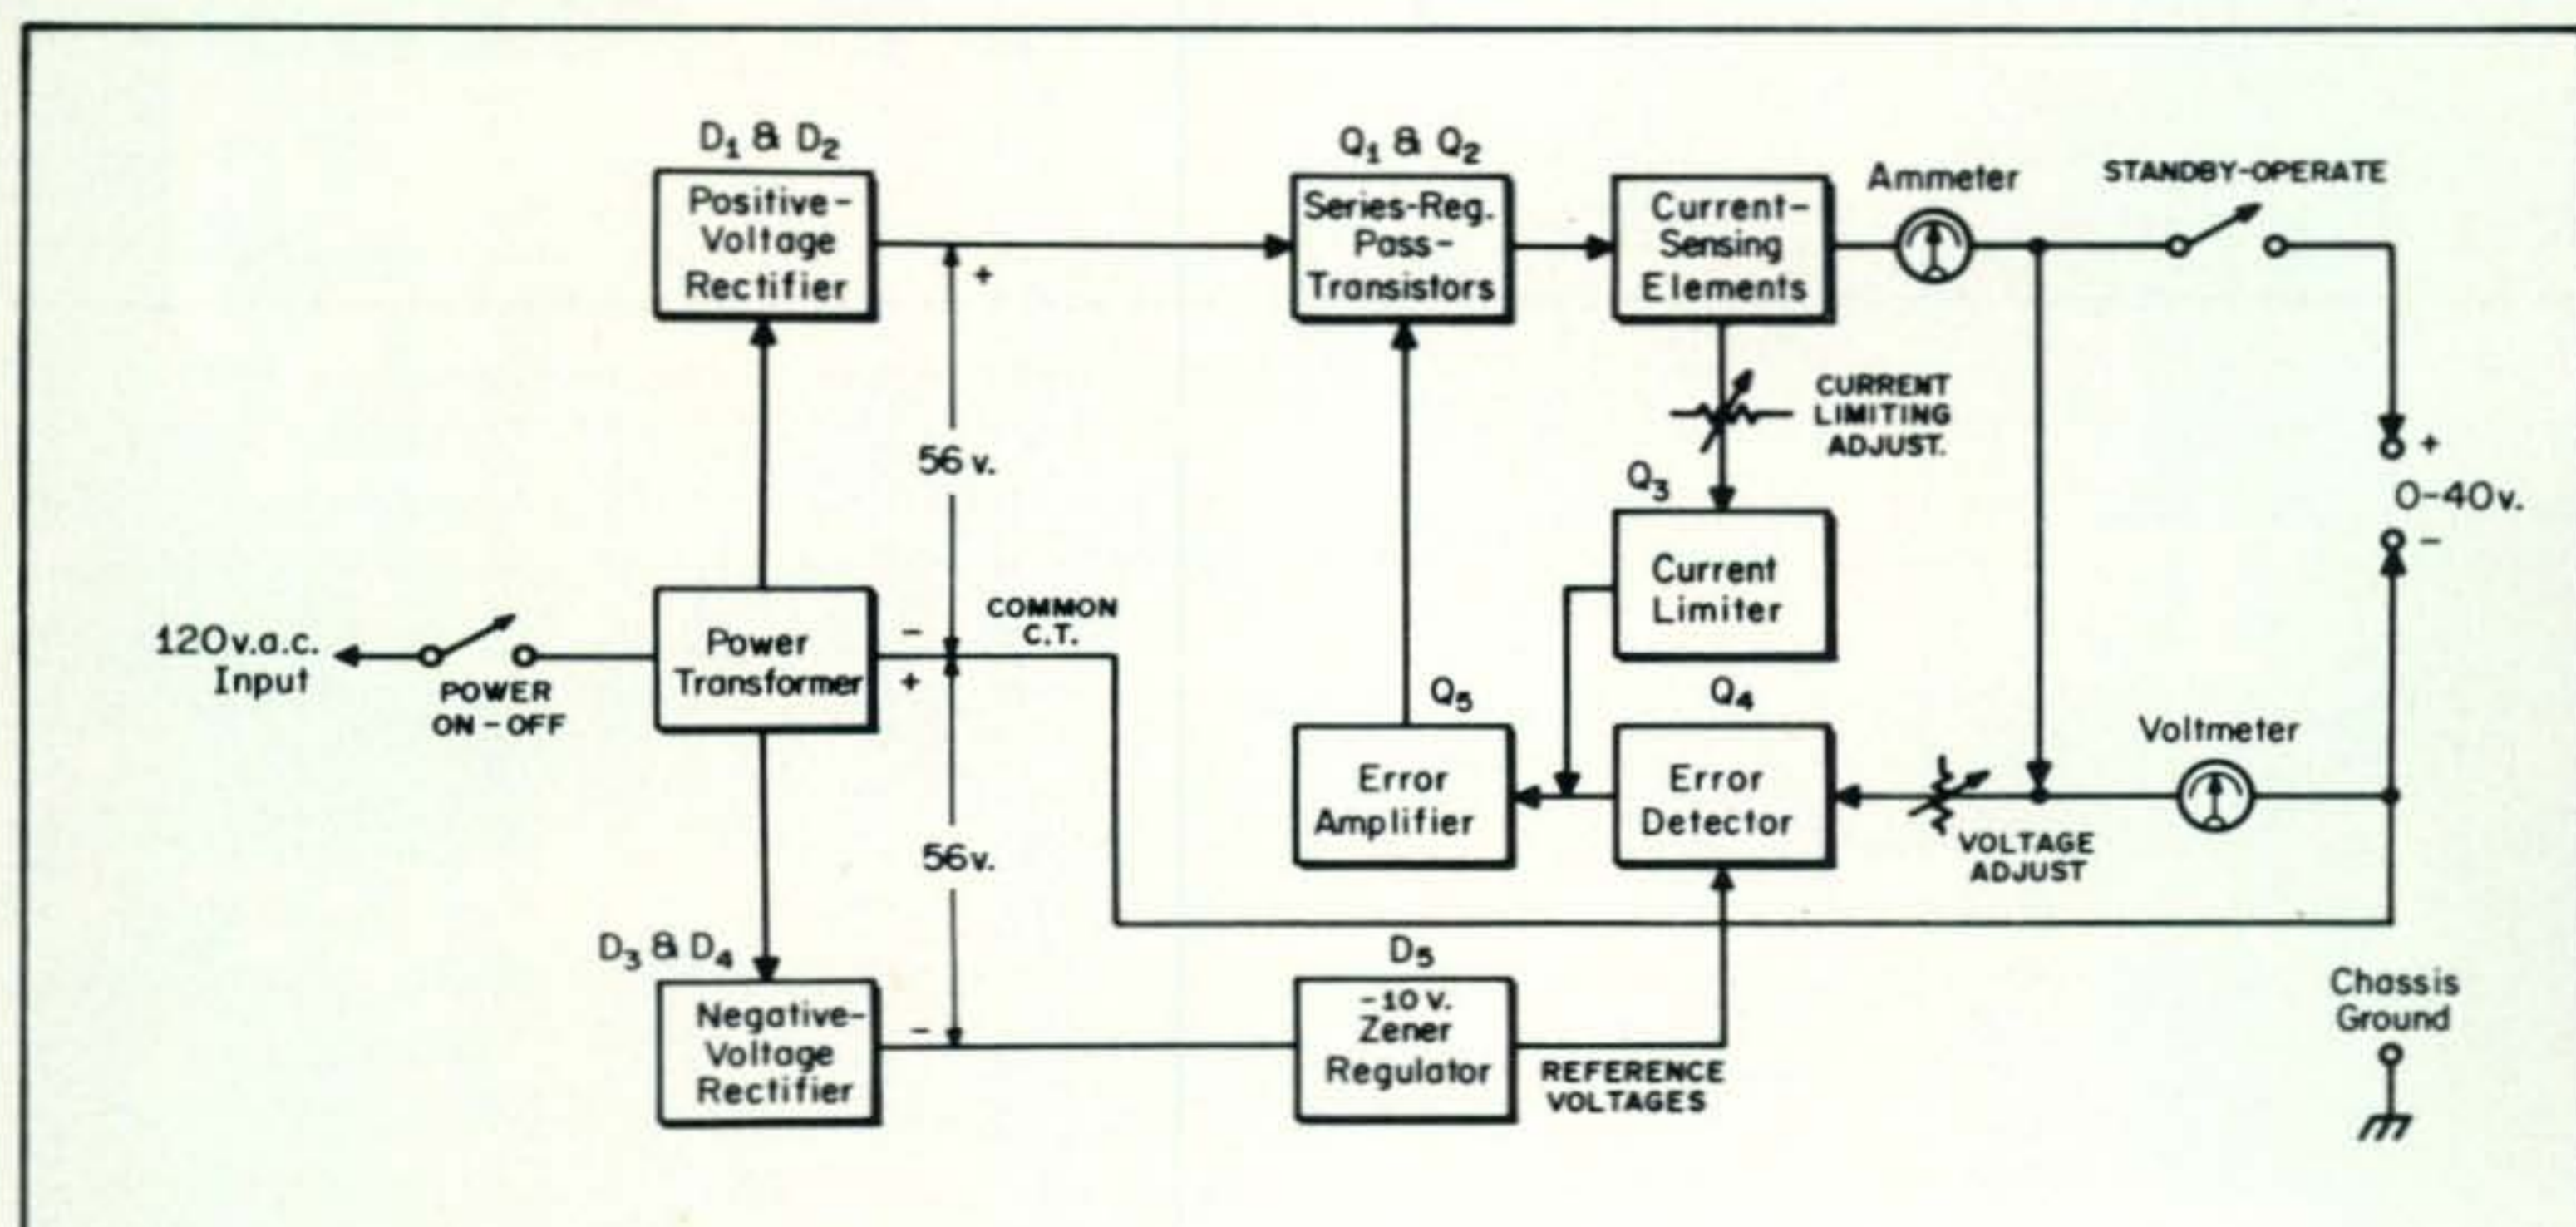 D1 & D2
Positive-
Voltage
Rectifier
Q1 & Q2
Series-Reg.
Pass-
Transistors
Current-
Sensing
Elements
Ammeter
STANDBY-OPERATE
+
56 v.
CURRENT
LIMITING
ADJUST.
+
0-40v.
-
Q3
Current
Limiter
120v.a.c.
Input
POWER
ON-OFF
Power
Transformer
-
+
COMMON
C.T.
Q5
Error
Amplifier
Q4
Error
Detector
VOLTAGE
ADJUST
Voltmeter
56v.
D3 & D4
Negative-
Voltage
Rectifier
-
D5
-10 V.
Zener
Regulator
REFERENCE
VOLTAGES
Chassis
Ground